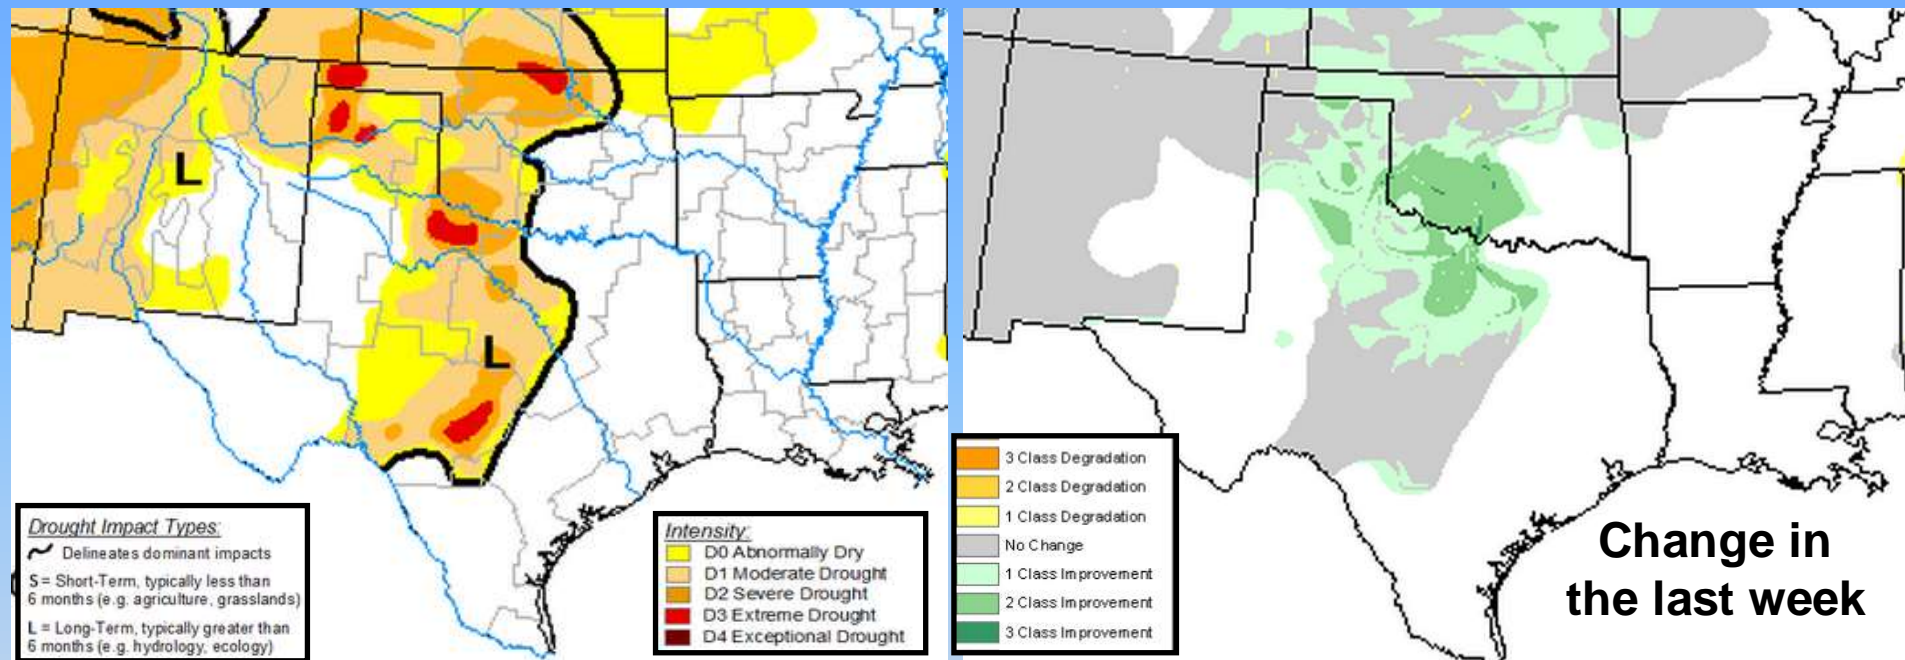 L
L
Drought Impact Types:
Delineates dominant impacts
S = Short-Term, typically less than
6 months (e.g. agriculture, grasslands)
L = Long-Term, typically greater than
6 months (e.g. hydrology, ecology)
Intensity:
D0 Abnormally Dry
D1 Moderate Drought
D2 Severe Drought
D3 Extreme Drought
D4 Exceptional Drought
3 Class Degradation
2 Class Degradation
1 Class Degradation
No Change
1 Class Improvement
2 Class Improvement
3 Class Improvement
Change in
the last week